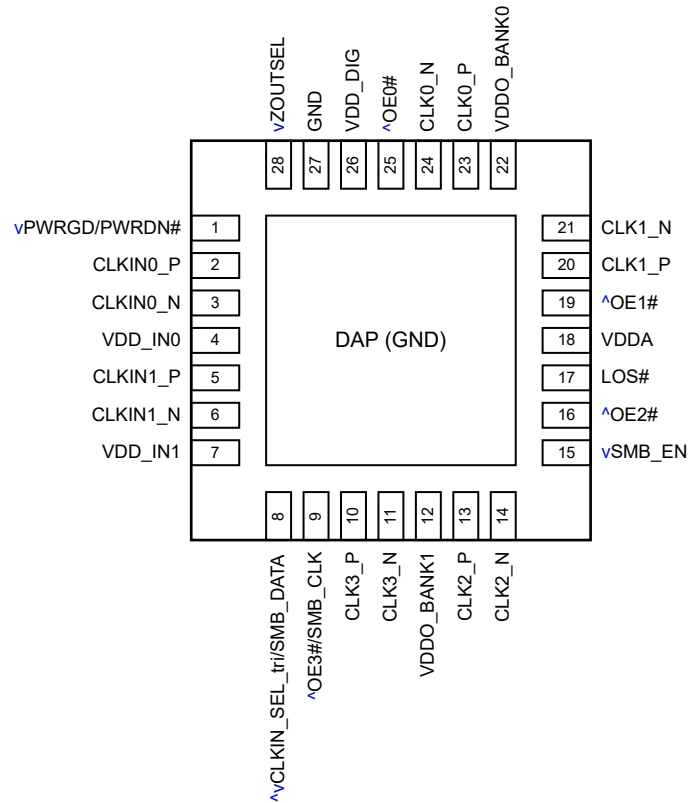 vZOUTSEL
GND
VDD_DIG
^OE0#
CLK0_N
CLK0_P
VDDO_BANK0
28
27
26
25
24
23
22
vPWRGD/PWRDN# 1
CLKIN0_P 2
CLKIN0_N 3
VDD_IN0 4
CLKIN1_P 5
CLKIN1_N 6
VDD_IN1 7
DAP (GND)
21 CLK1_N
20 CLK1_P
19 ^OE1#
18 VDDA
17 LOS#
16 ^OE2#
15 vSMB_EN
8
9
10
11
12
13
14
^vCLKIN_SEL_tri/SMB_DATA
^OE3#/SMB_CLK
CLK3_P
CLK3_N
VDDO_BANK1
CLK2_P
CLK2_N